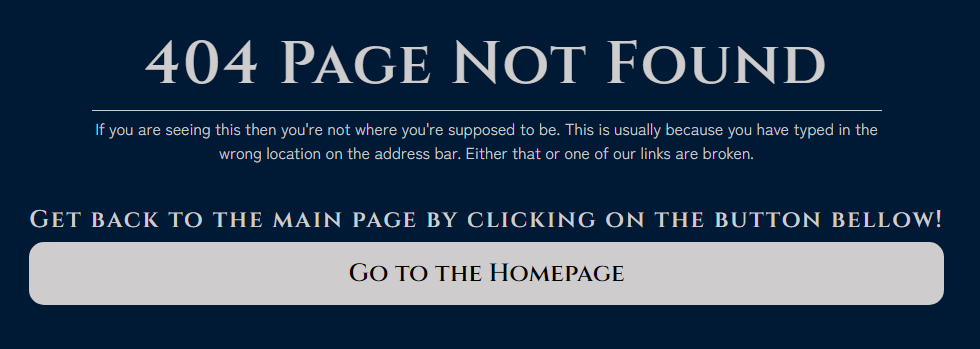 404 Page Not Found
If you are seeing this then you're not where you're supposed to be. This is usually because you have typed in the
wrong location on the address bar. Either that or one of our links are broken.
Get back to the main page by clicking on the button bellow!
Go to the Homepage